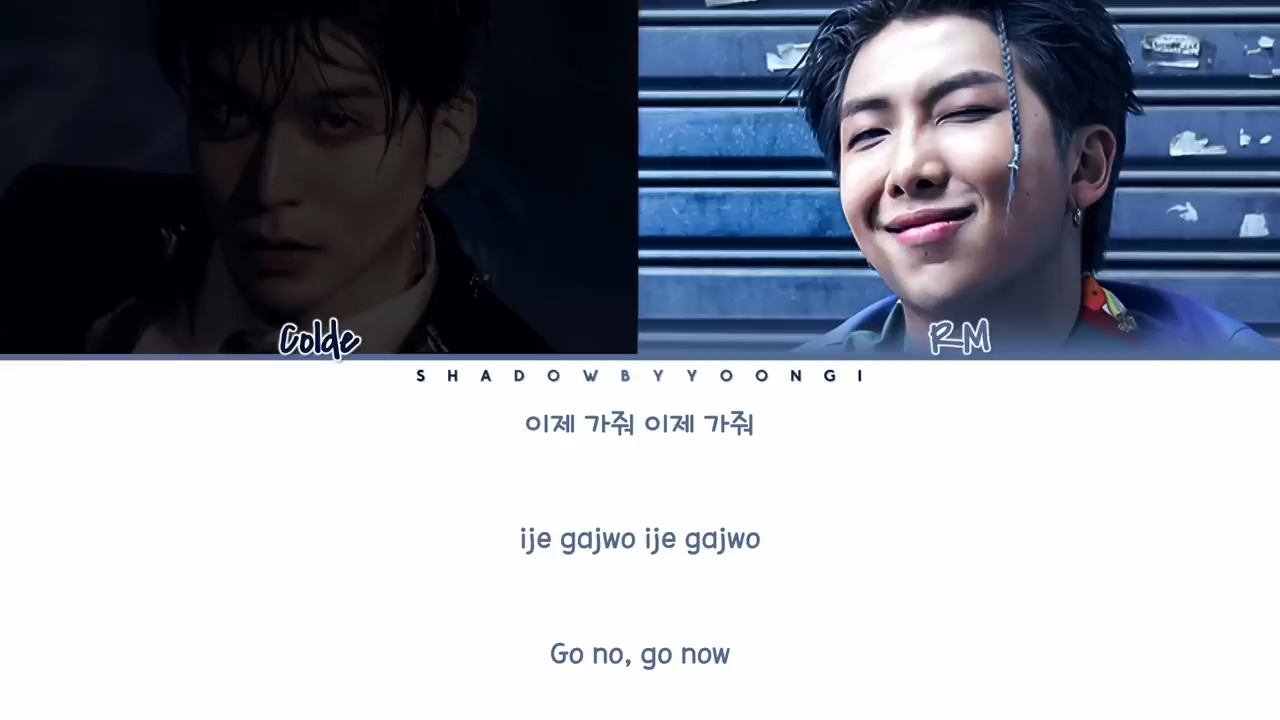 Colde
RM
SHADOWBYYOONGI
이제 가줘 이제 가줘
ije gajwo ije gajwo
Go no, go now